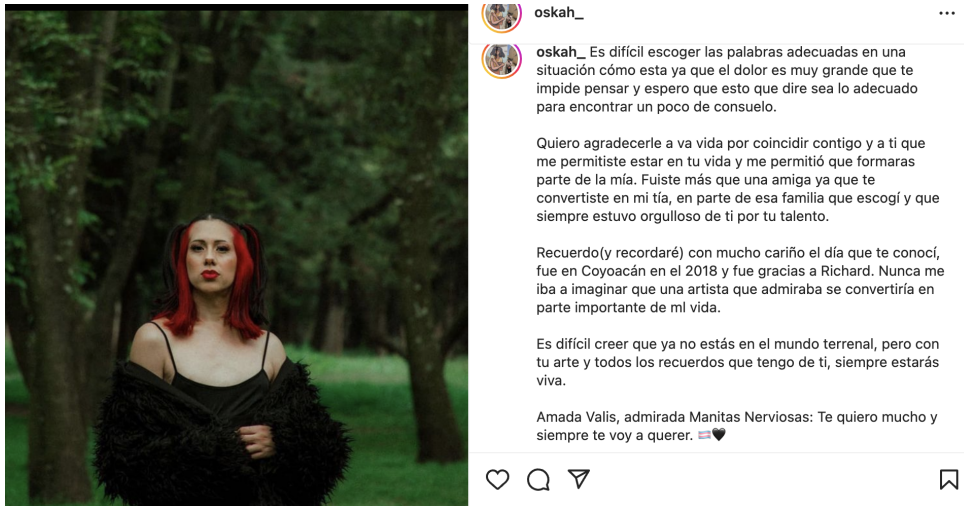 oskah_
oskah_ Es difícil escoger las palabras adecuadas en una
situación cómo esta ya que el dolor es muy grande que te
impide pensar y espero que esto que dire sea lo adecuado
para encontrar un poco de consuelo.
Quiero agradecerle a va vida por coincidir contigo y a ti que
me permitiste estar en tu vida y me permitió que formaras
parte de la mía. Fuiste más que una amiga ya que te
convertiste en mi tía, en parte de esa familia que escogí y que
siempre estuvo orgulloso de ti por tu talento.
Recuerdo(y recordaré) con mucho cariño el día que te conocí,
fue en Coyoacán en el 2018 y fue gracias a Richard. Nunca me
iba a imaginar que una artista que admiraba se convertiría en
parte importante de ml vida.
Es difícil creer que ya no estás en el mundo terrenal, pero con
tu arte y todos los recuerdos que tengo de ti, siempre estarás
viva.
Amada Valis, admirada Manitas Nerviosas: Te quiero mucho y
siempre te voy a querer. 🏳️‍⚧️🖤